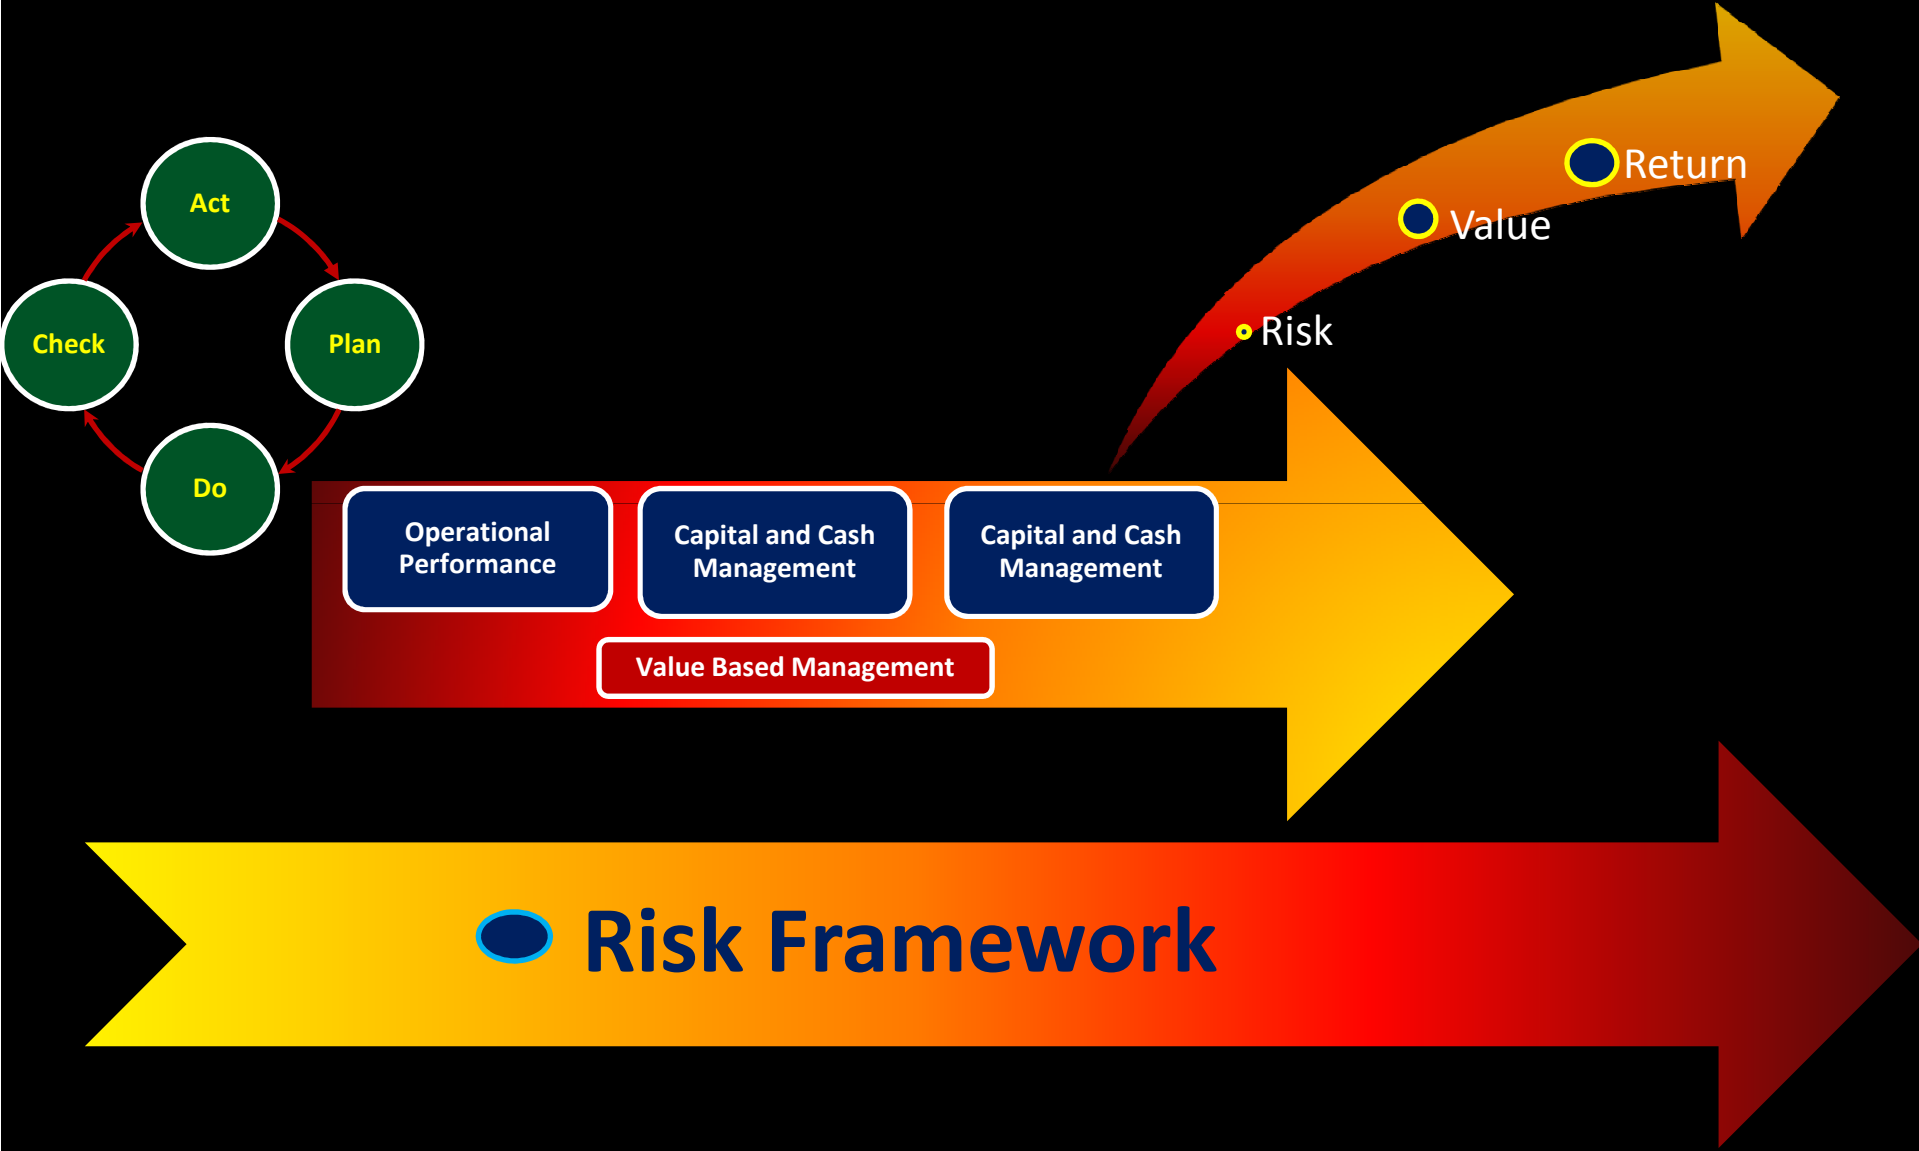 Act
Check
Plan
Do
Return
Value
Risk
Operational
Performance
Capital and Cash
Management
Capital and Cash
Management
Value Based Management
Risk Framework